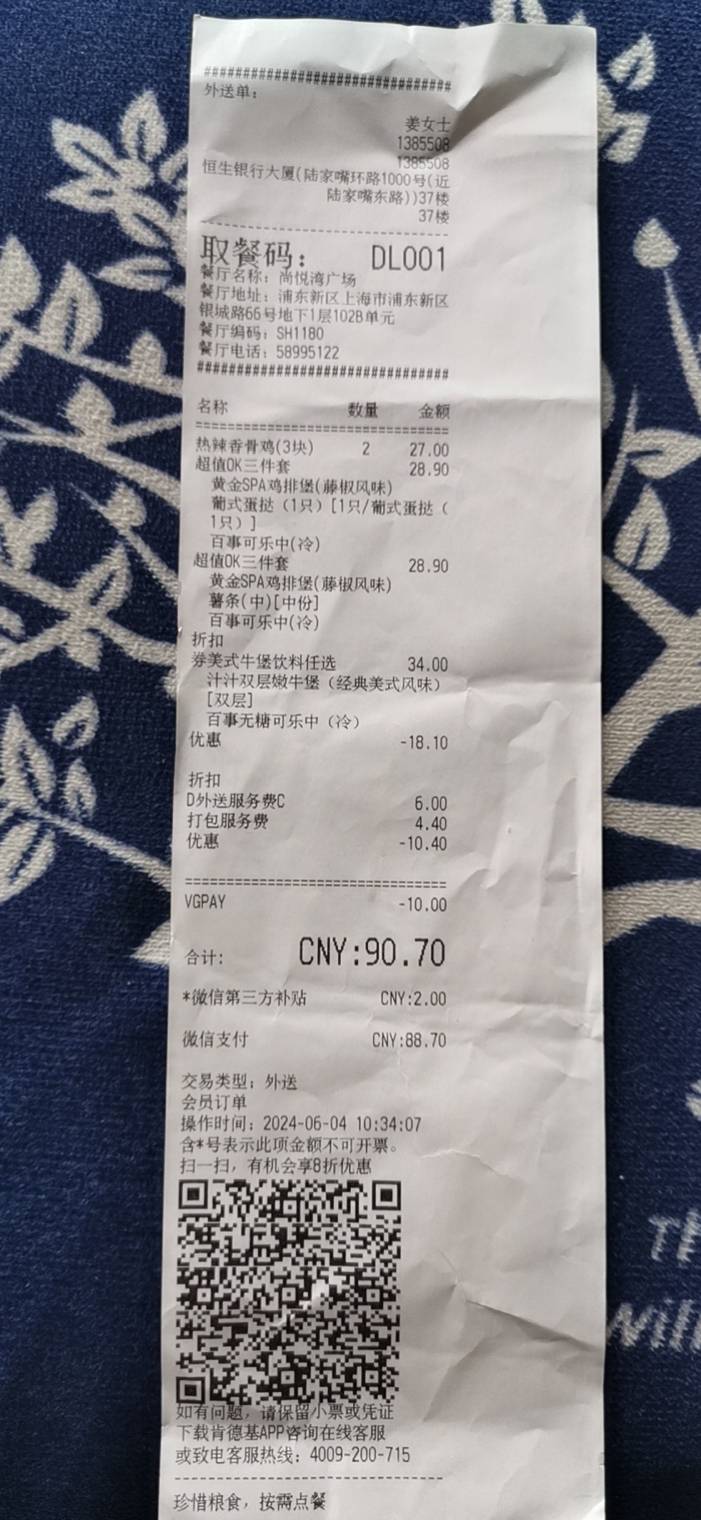 ################################
外送单：
姜女士
1385508
1385508
恒生银行大厦(陆家嘴环路1000号(近
陆家嘴东路))37楼
37楼
--------------------------------
取餐码： DL001
餐厅名称：尚悦湾广场
餐厅地址：浦东新区上海市浦东新区
银城路66号地下1层102B单元
餐厅编码：SH1180
餐厅电话：58995122
################################
名称 数量 金额
================================
热辣香骨鸡(3块) 2 27.00
超值OK三件套 28.90
黄金SPA鸡排堡(藤椒风味)
葡式蛋挞（1只）[1只/葡式蛋挞（
1只）]
百事可乐中(冷)
超值OK三件套 28.90
黄金SPA鸡排堡(藤椒风味)
薯条(中)[中份]
百事可乐中(冷)
折扣
券美式牛堡饮料任选 34.00
汁汁双层嫩牛堡（经典美式风味）
[双层]
百事无糖可乐中（冷）
优惠 -18.10
折扣
D外送服务费C 6.00
打包服务费 4.40
优惠 -10.40
================================
VGPAY -10.00
合计: CNY:90.70
*微信第三方补贴 CNY:2.00
微信支付 CNY:88.70
交易类型：外送
会员订单
操作时间：2024-06-04 10:34:07
含*号表示此项金额不可开票。
扫一扫，有机会享8折优惠
如有问题，请保留小票或凭证
下载肯德基APP咨询在线客服
或致电客服热线：4009-200-715
--------------------------------
珍惜粮食，按需点餐